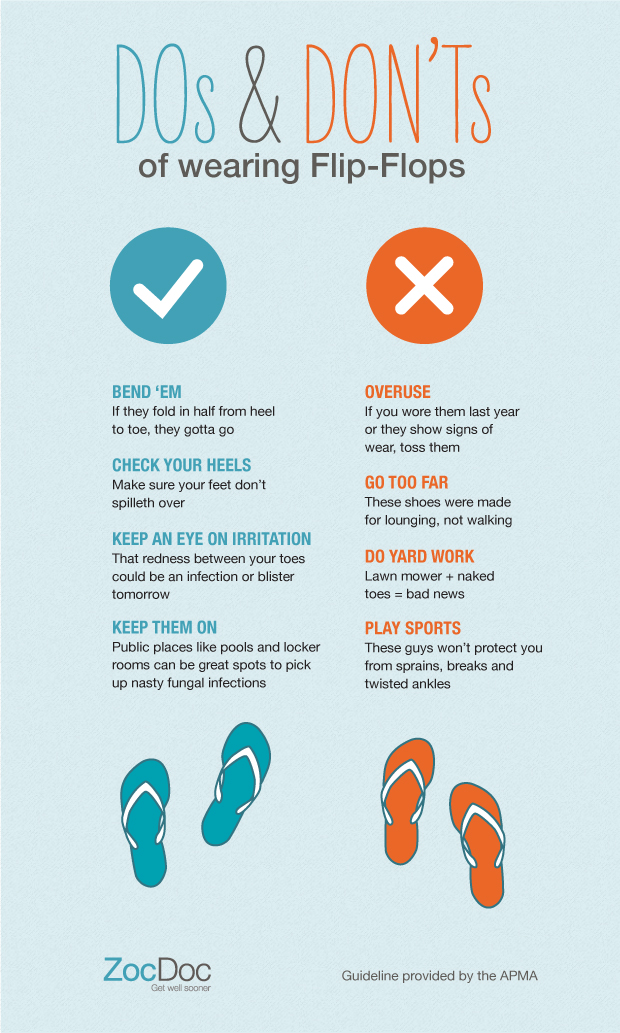 DOs & DON'Ts
of wearing Flip-Flops
BEND ‘EM
If they fold in half from heel
to toe, they gotta go
CHECK YOUR HEELS
Make sure your feet don’t
spilleth over
KEEP AN EYE ON IRRITATION
That redness between your toes
could be an infection or blister
tomorrow
KEEP THEM ON
Public places like pools and locker
rooms can be great spots to pick
up nasty fungal infections
OVERUSE
If you wore them last year
or they show signs of
wear, toss them
GO TOO FAR
These shoes were made
for lounging, not walking
DO YARD WORK
Lawn mower + naked
toes = bad news
PLAY SPORTS
These guys won’t protect you
from sprains, breaks and
twisted ankles
ZocDoc
Get well sooner
Guideline provided by the APMA